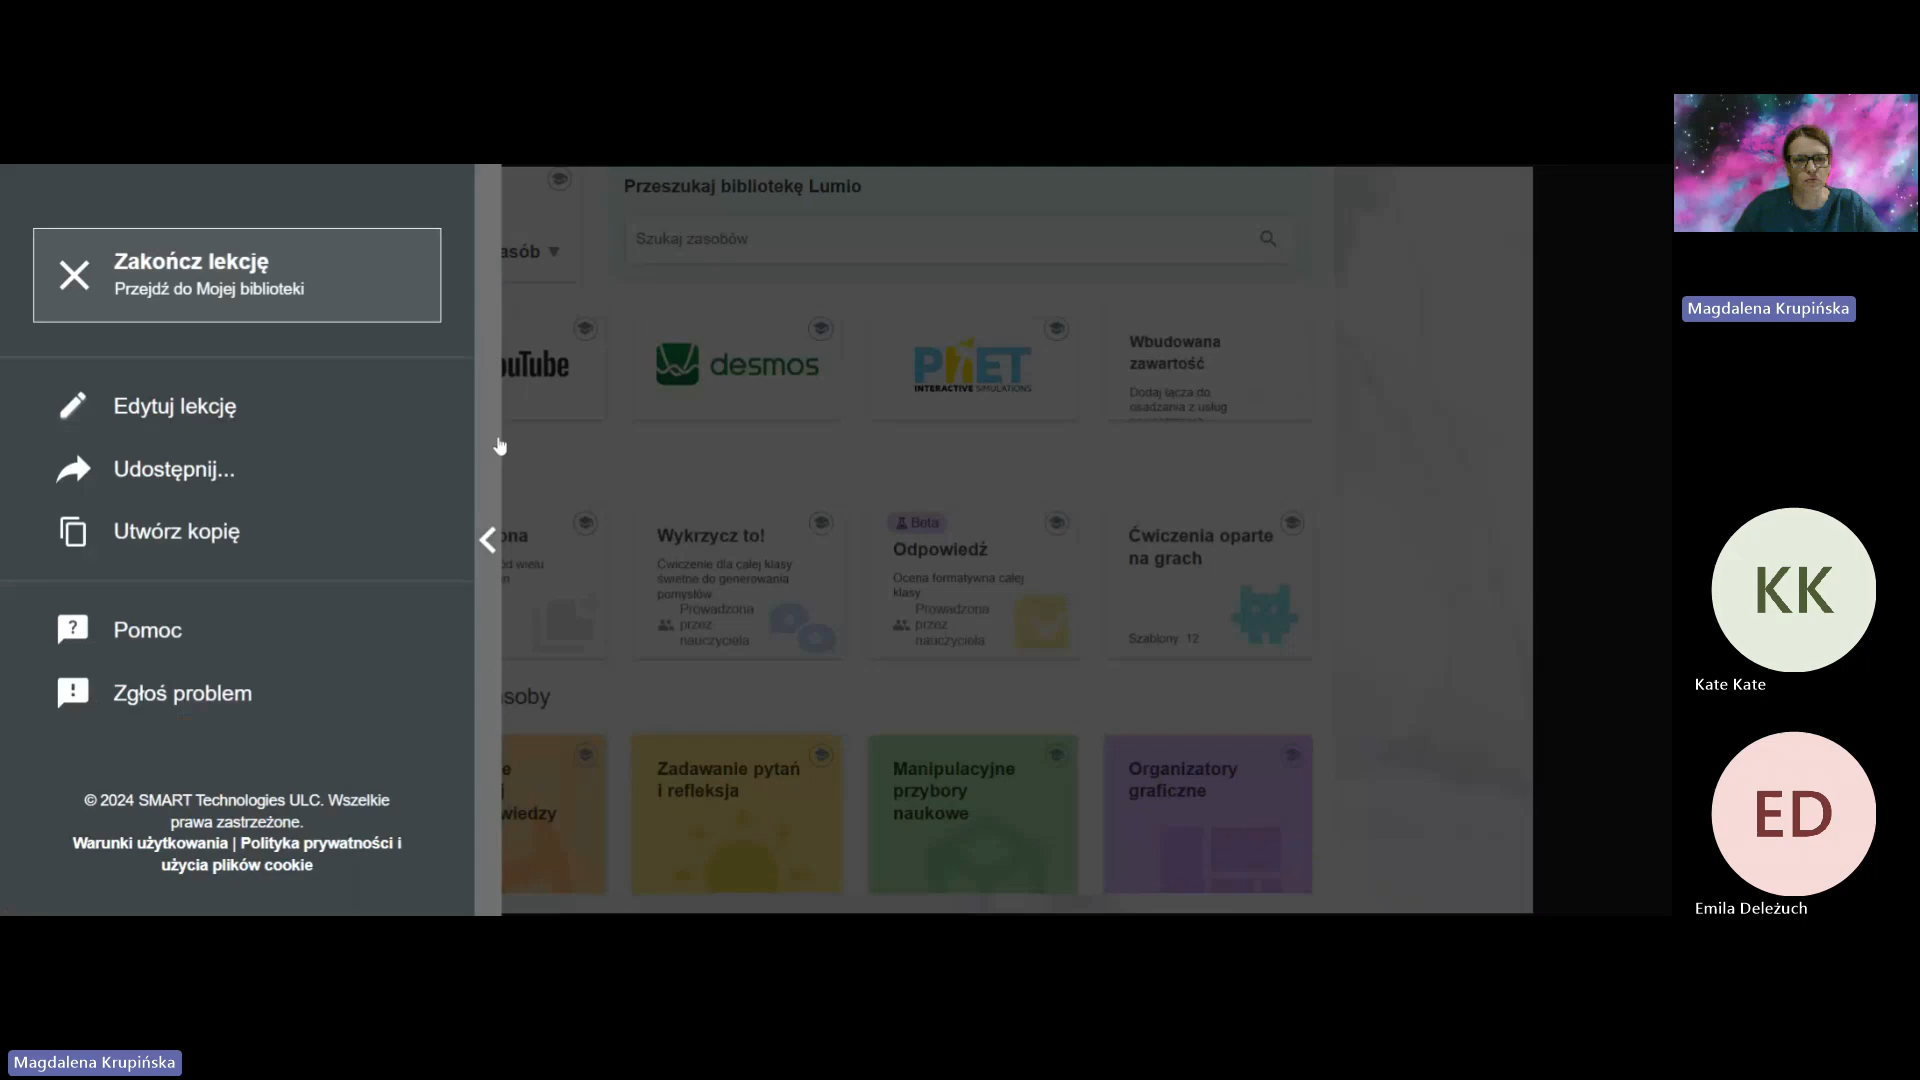 Zakończ lekcję
Przejdź do Mojej biblioteki
Edytuj lekcję
Udostępnij...
Utwórz kopię
Pomoc
Zgłoś problem
© 2024 SMART Technologies ULC. Wszelkie
prawa zastrzeżone.
Warunki użytkowania | Polityka prywatności i
użycia plików cookie
Przeszukaj bibliotekę Lumio
Szukaj zasobów
asób
ouTube
desmos
PhET
INTERACTIVE SIMULATIONS
Wbudowana
zawartość
Dodaj łącza do
osadzania z usług
ona
od wielu
n
Wykrzycz to!
Ćwiczenie dla całej klasy
świetne do generowania
pomysłów
Prowadzona
przez
nauczyciela
Beta
Odpowiedź
Ocena formatywna całej
klasy
Prowadzona
przez
nauczyciela
Ćwiczenia oparte
na grach
Szablony 12
soby
e
j
wiedzy
Zadawanie pytań
i refleksja
Manipulacyjne
przybory
naukowe
Organizatory
graficzne
Magdalena Krupińska
KK
Kate Kate
ED
Emila Deleżuch
Magdalena Krupińska